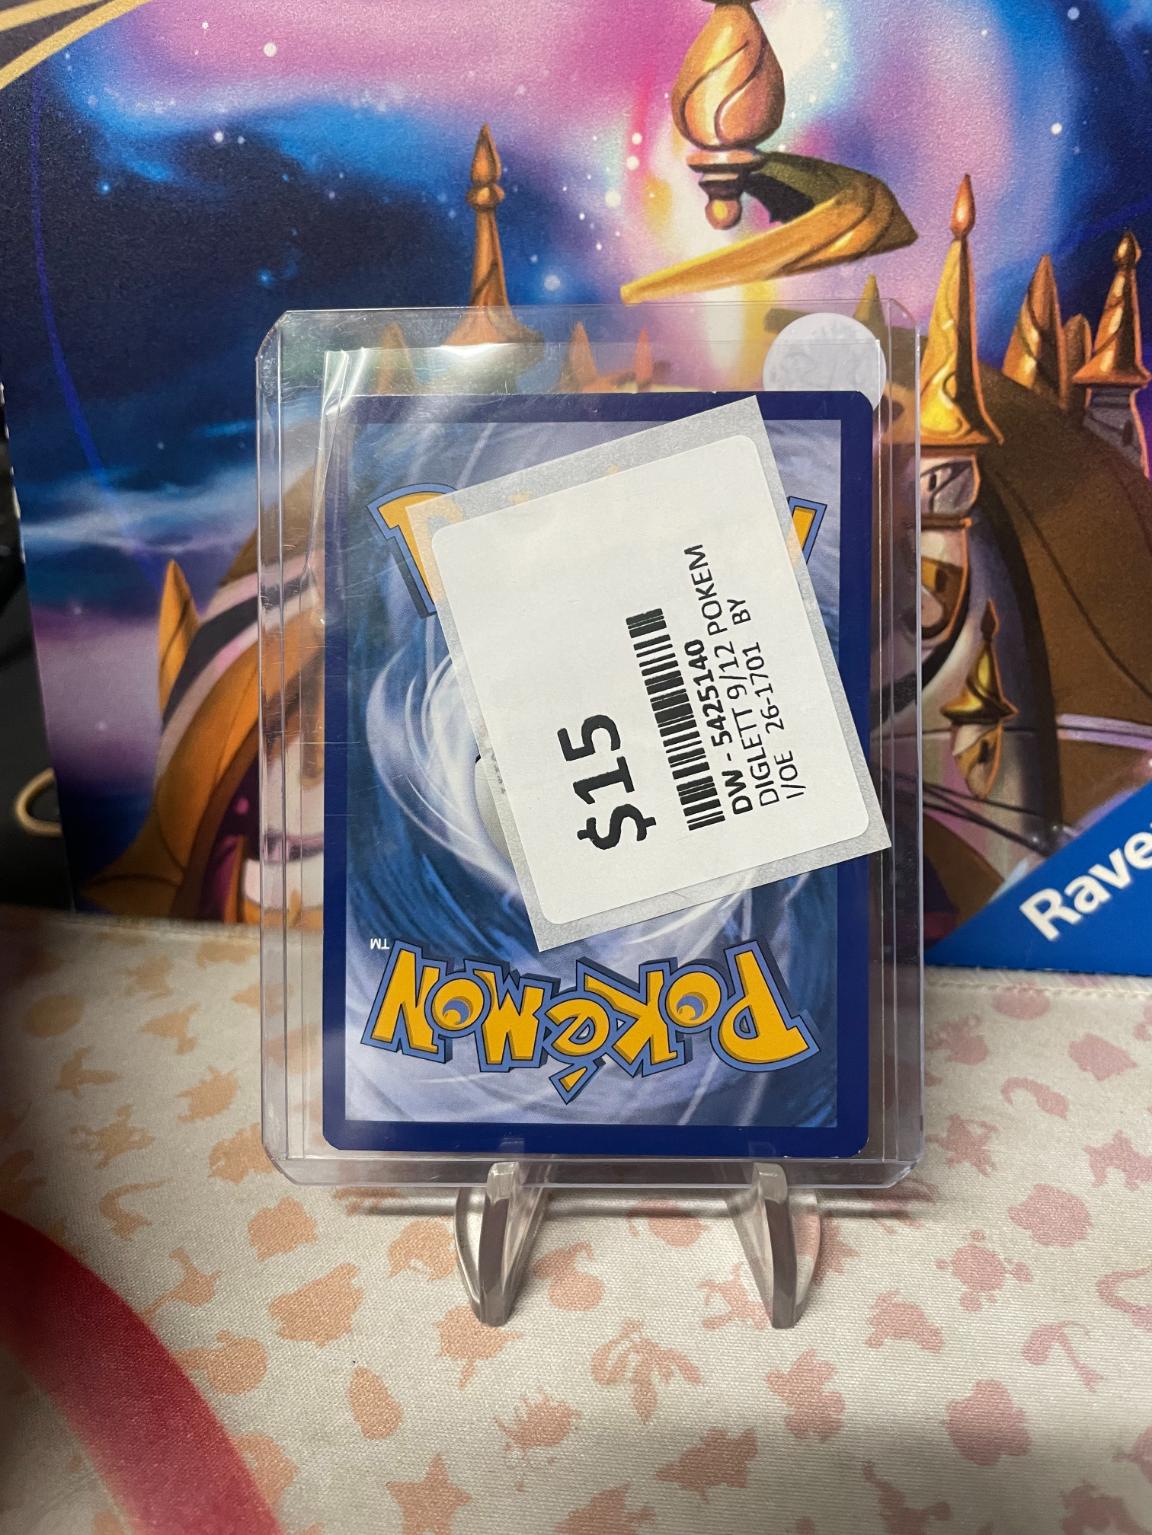 $15
DW - 5425140
DIGLETT 9/12 POKEM
I/OE 26-1701 BY
POKéMON
TM
Rave